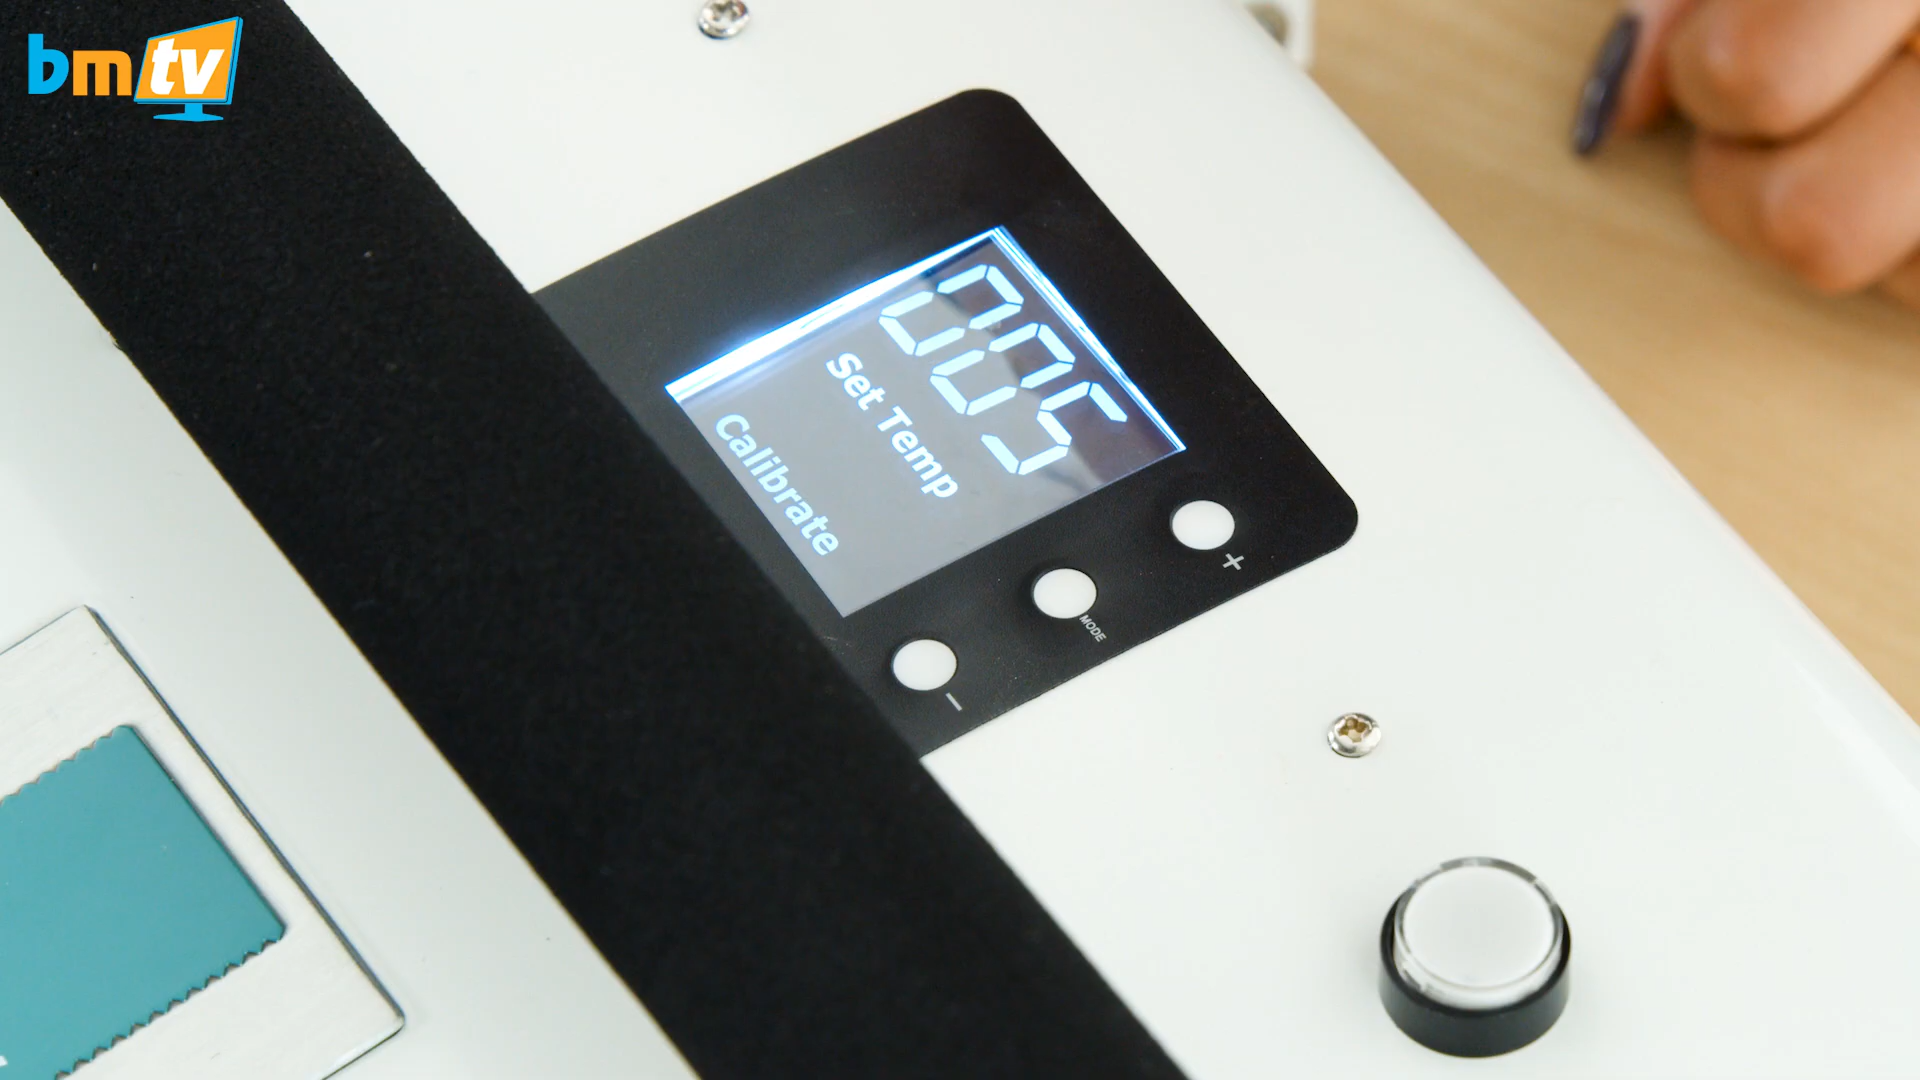 bmtv
005
Set Temp
Calibrate
+
MODE
−